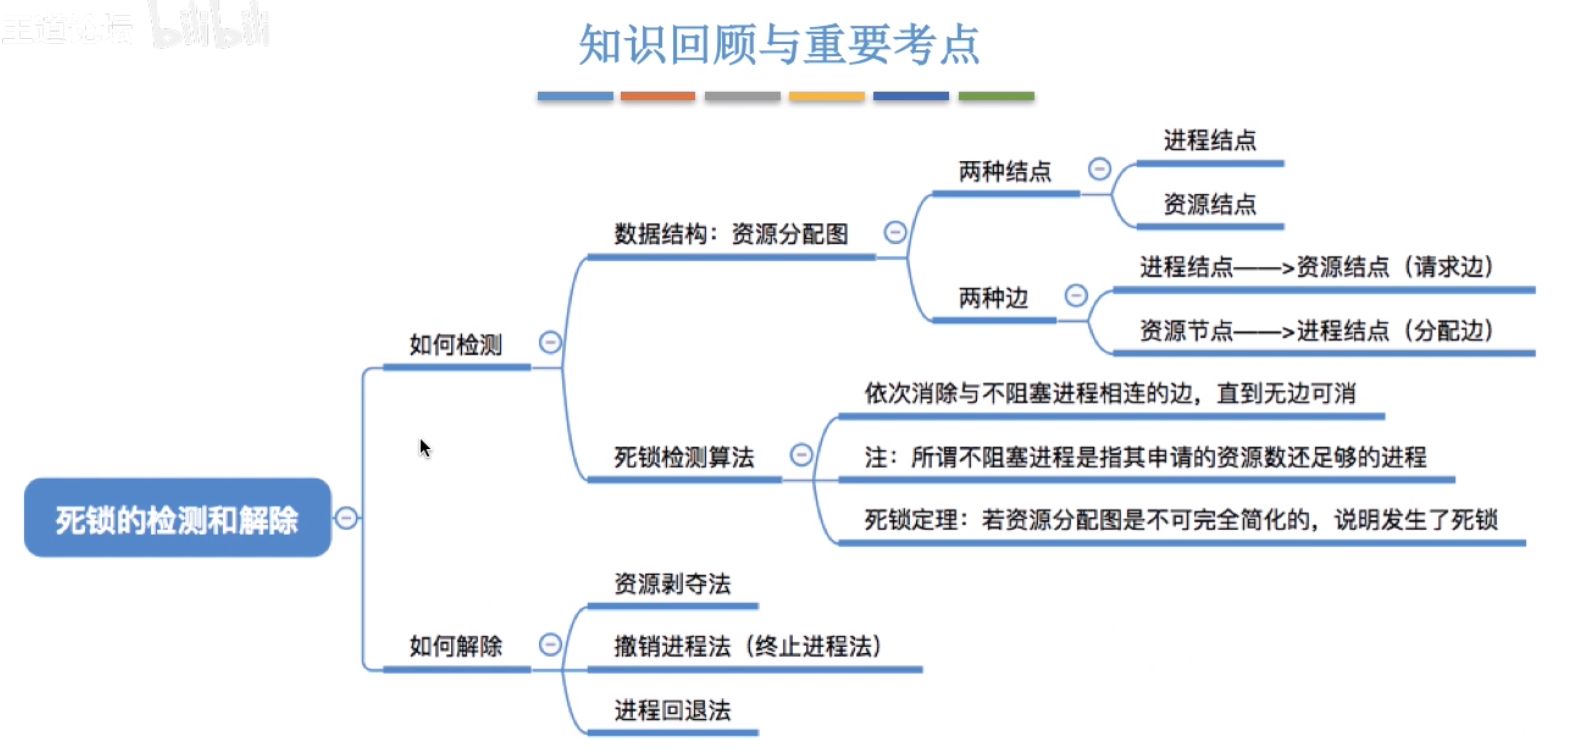 王道论坛 bilibili
知识回顾与重要考点
进程结点
两种结点
资源结点
数据结构：资源分配图
进程结点——>资源结点（请求边）
两种边
资源节点——>进程结点（分配边）
如何检测
依次消除与不阻塞进程相连的边，直到无边可消
死锁检测算法
注：所谓不阻塞进程是指其申请的资源数还足够的进程
死锁定理：若资源分配图是不可完全简化的，说明发生了死锁
死锁的检测和解除
资源剥夺法
如何解除
撤销进程法（终止进程法）
进程回退法